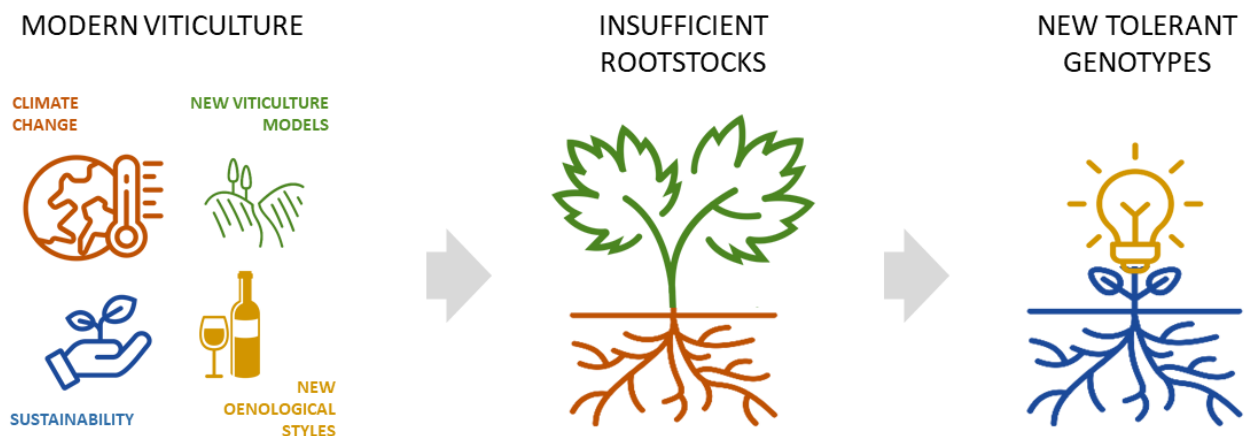 MODERN VITICULTURE
CLIMATE
CHANGE
NEW VITICULTURE
MODELS
SUSTAINABILITY
NEW
OENOLOGICAL
STYLES
INSUFFICIENT
ROOTSTOCKS
NEW TOLERANT
GENOTYPES